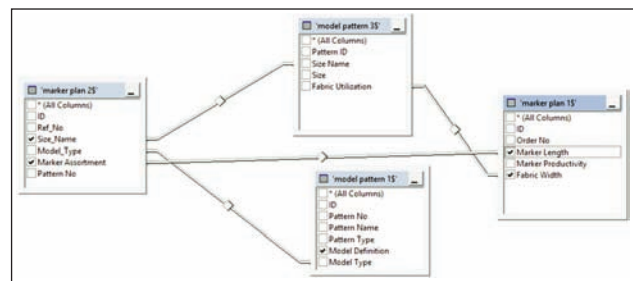 'model pattern 3$'
* (All Columns)
Pattern ID
Size Name
Size
Fabric Utilization
'marker plan 2$'
* (All Columns)
ID
Ref_No
Size_Name
Model_Type
Marker Assortment
Pattern No
'marker plan 1$'
* (All Columns)
ID
Order No
Marker Length
Marker Productivity
Fabric Width
'model pattern 1$'
* (All Columns)
ID
Pattern No
Pattern Name
Pattern Type
Model Definition
Model Type